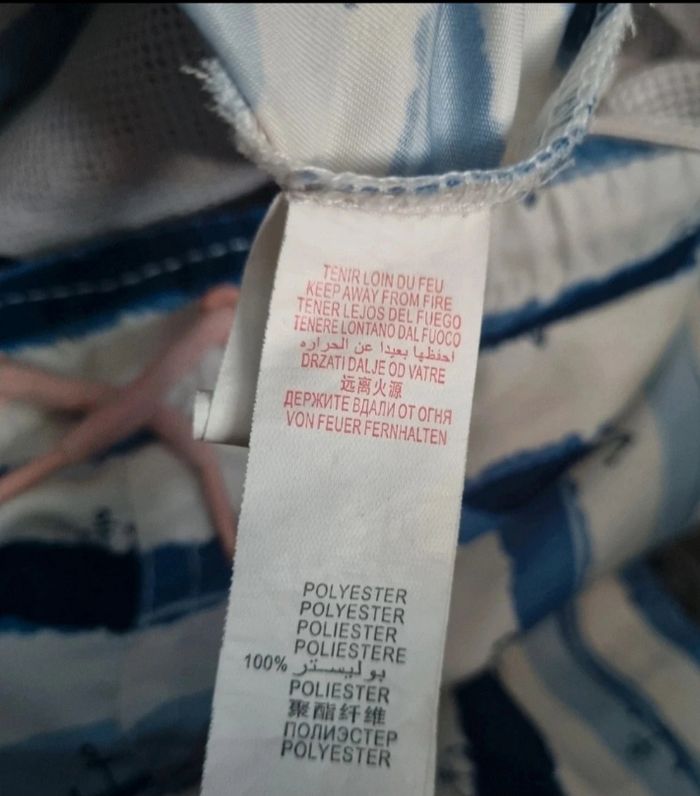 TENIR LOIN DU FEU
KEEP AWAY FROM FIRE
TENER LEJOS DEL FUEGO
TENERE LONTANO DAL FUOCO
احفظها بعيدا عن الحراره
DRZATI DALJE OD VATRE
远离火源
ДЕРЖИТЕ ВДАЛИ ОТ ОГНЯ
VON FEUER FERNHALTEN
POLYESTER
POLYESTER
POLIESTER
POLIESTERE
100% بوليستر
POLIESTER
聚酯纤维
ПОЛИЭСТЕР
POLYESTER